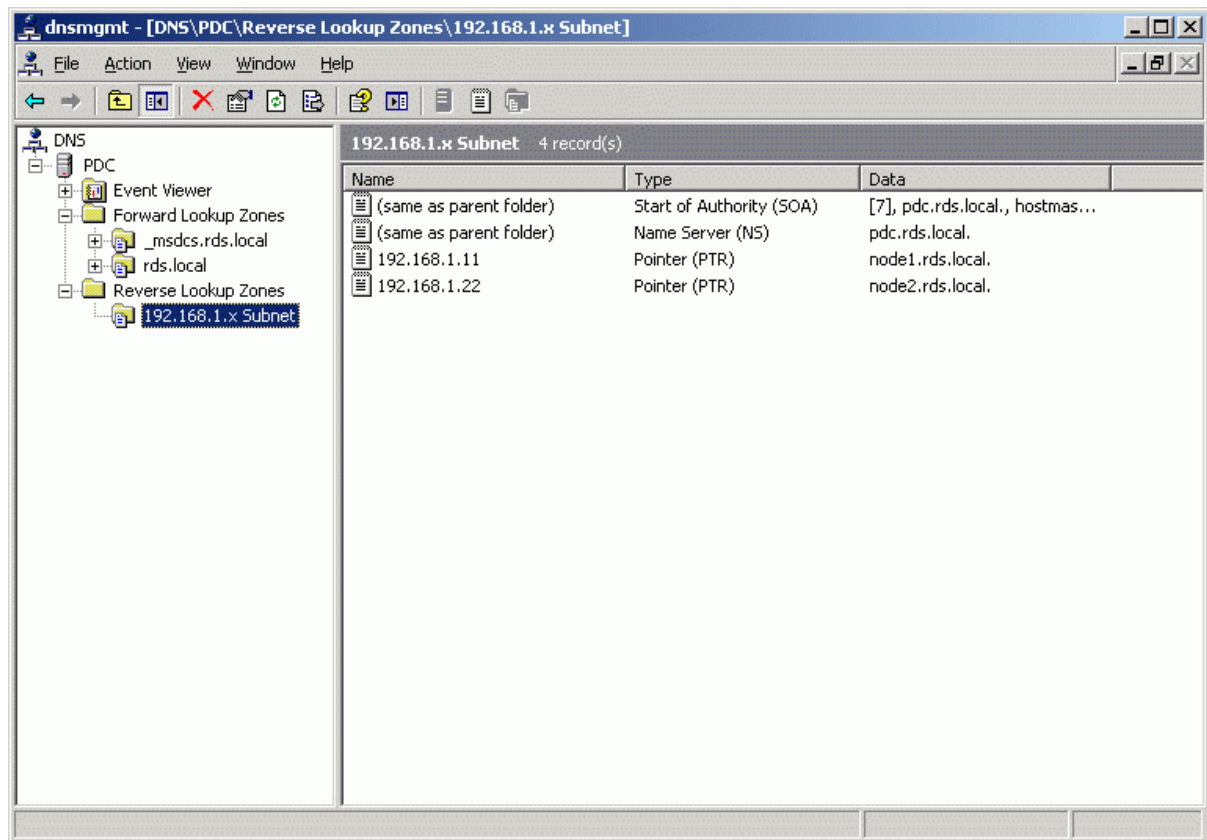 dnsmgmt - [DNS\PDC\Reverse Lookup Zones\192.168.1.x Subnet]
File Action View Window Help
DNS
PDC
Event Viewer
Forward Lookup Zones
_msdcs.rds.local
rds.local
Reverse Lookup Zones
192.168.1.x Subnet
192.168.1.x Subnet 4 record(s)
Name Type Data
(same as parent folder) Start of Authority (SOA) [7], pdc.rds.local., hostmas...
(same as parent folder) Name Server (NS) pdc.rds.local.
192.168.1.11 Pointer (PTR) node1.rds.local.
192.168.1.22 Pointer (PTR) node2.rds.local.